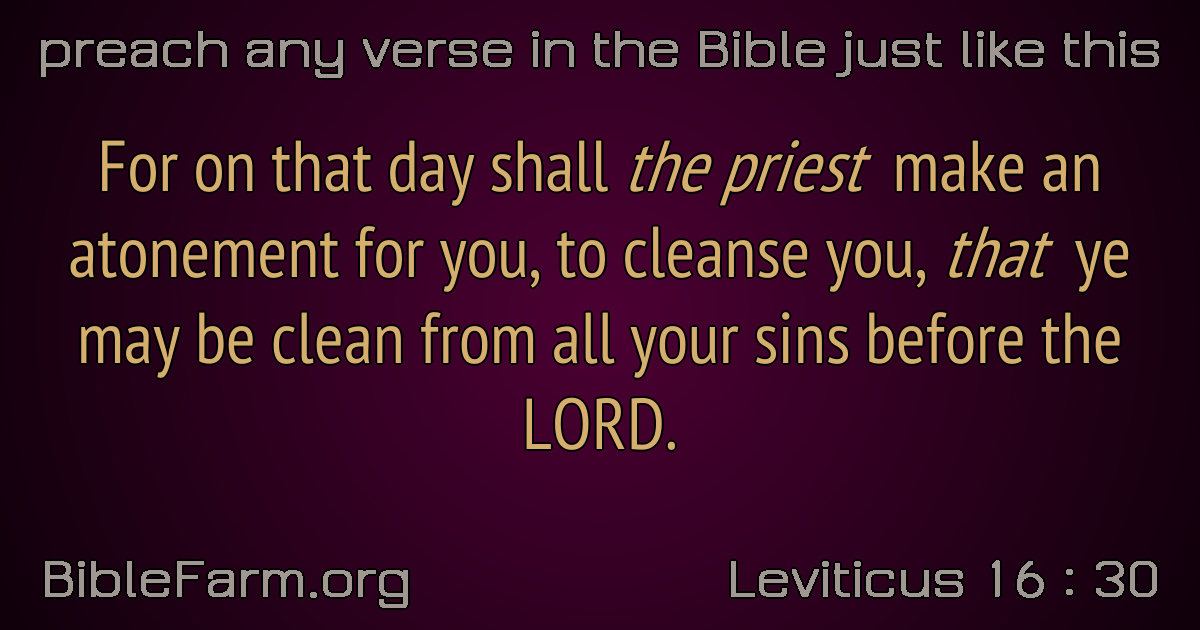 preach any verse in the Bible just like this
For on that day shall the priest make an
atonement for you, to cleanse you, that ye
may be clean from all your sins before the
LORD.
BibleFarm.org
Leviticus 16 : 30